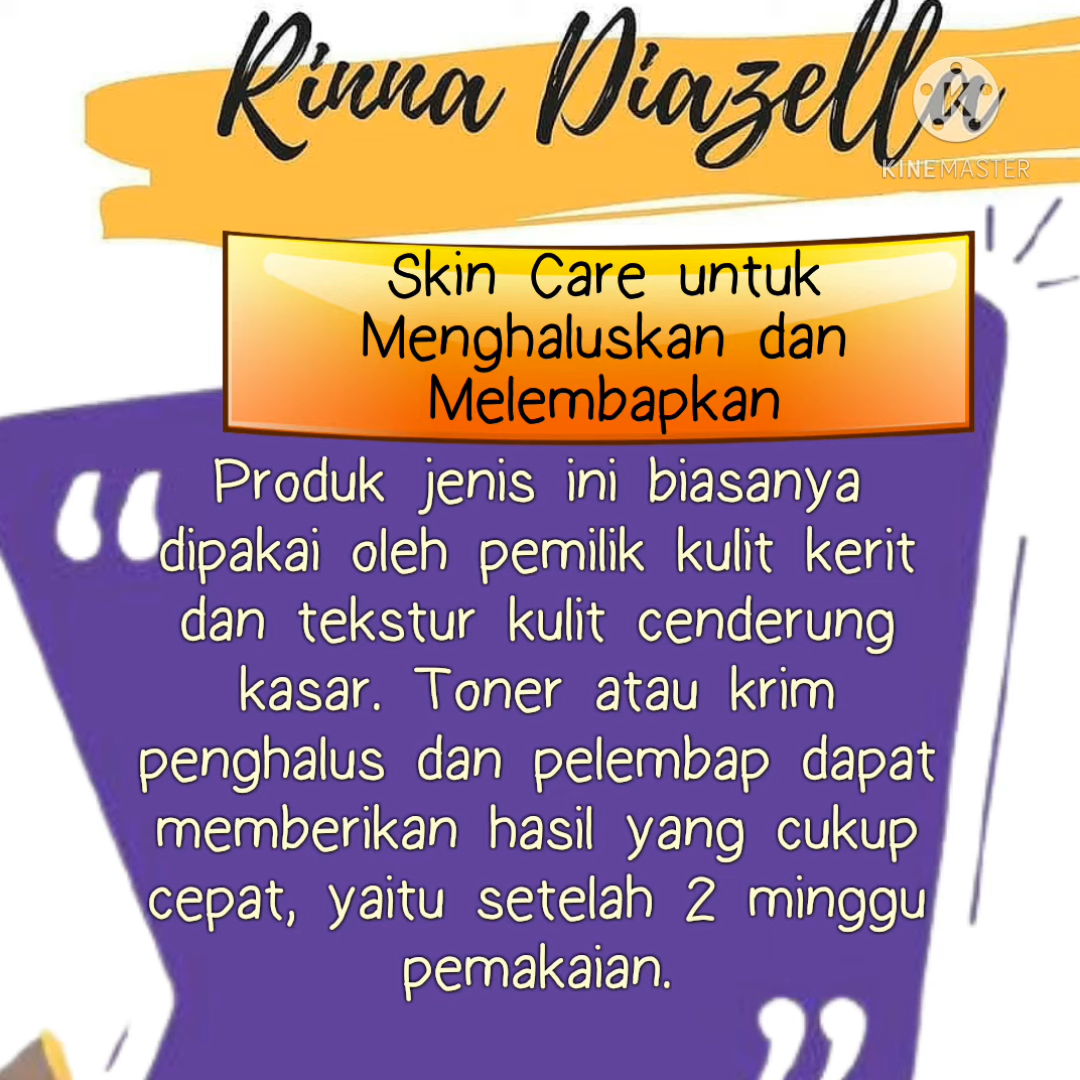 Rinna Diazella
KINEMASTER
Skin Care untuk
Menghaluskan dan
Melembapkan
Produk jenis ini biasanya
dipakai oleh pemilik kulit kerit
dan tekstur kulit cenderung
kasar. Toner atau krim
penghalus dan pelembap dapat
memberikan hasil yang cukup
cepat, yaitu setelah 2 minggu
pemakaian.